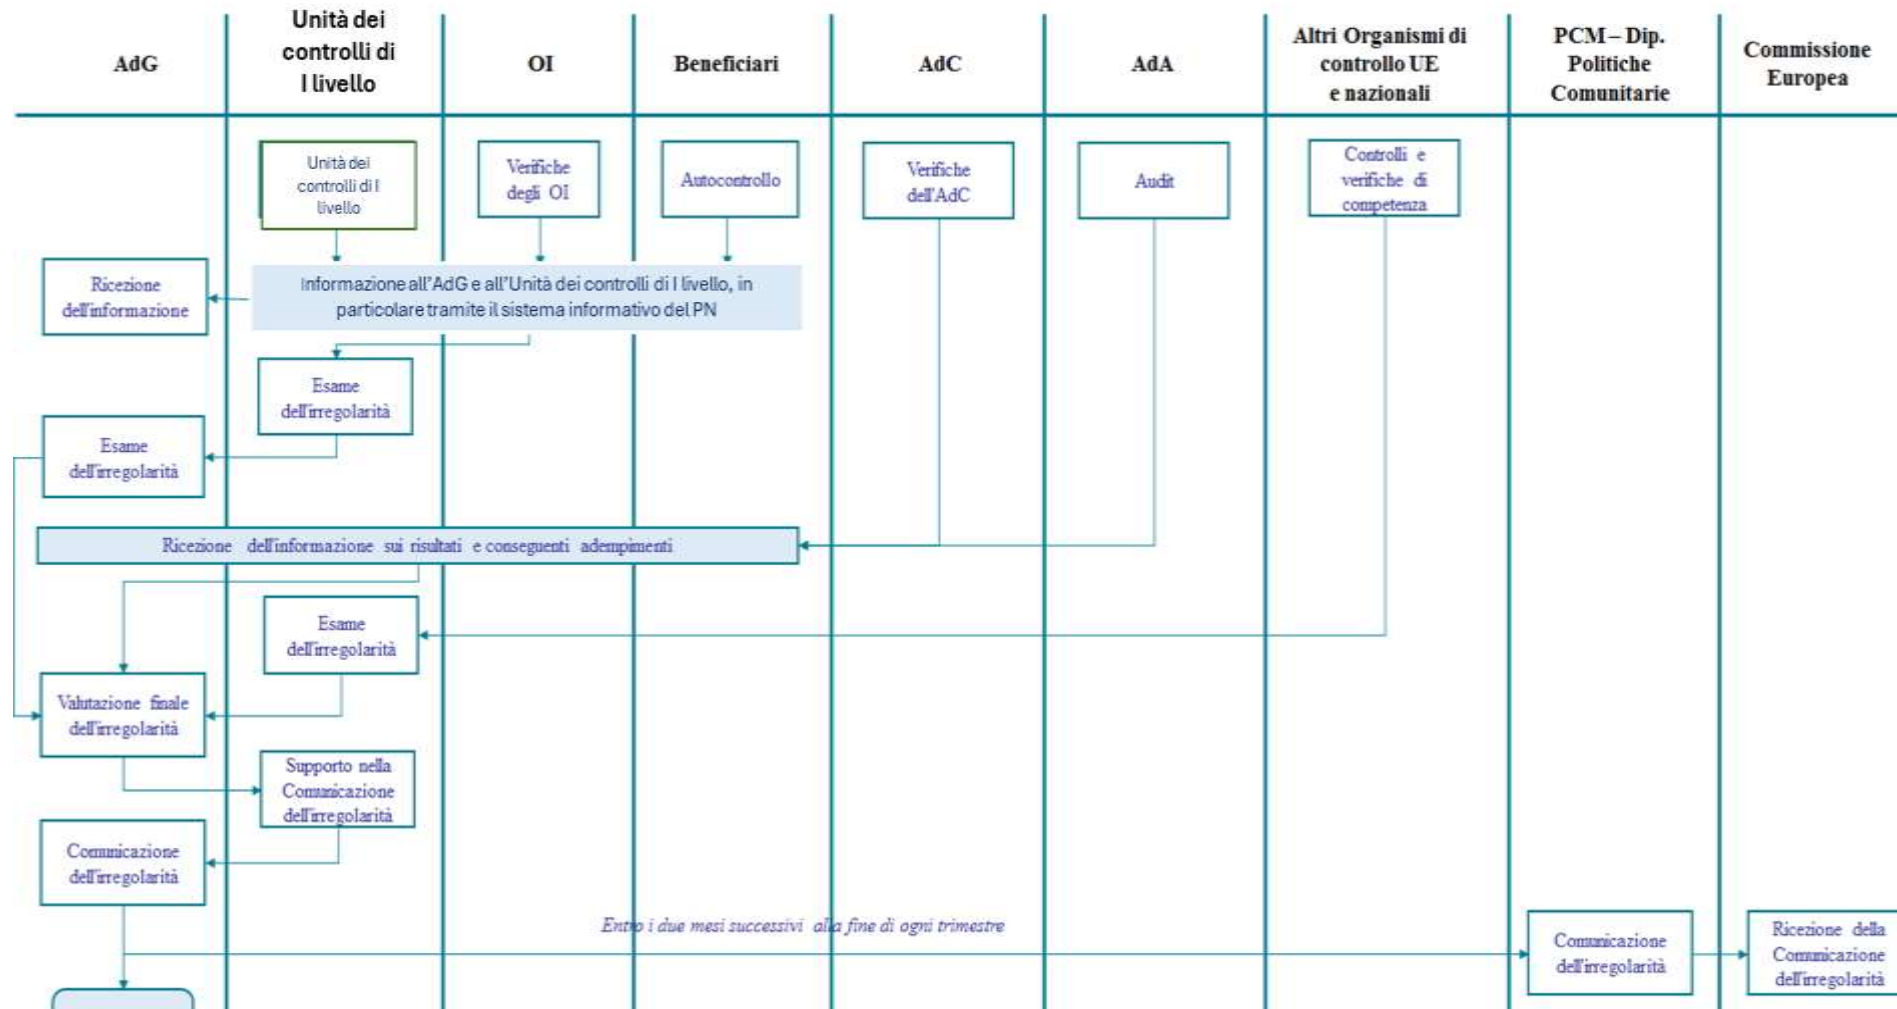 AdG
Unità dei
controlli di
I livello
OI
Beneficiari
AdC
AdA
Altri Organismi di
controllo UE
e nazionali
PCM – Dip.
Politiche
Comunitarie
Commissione
Europea
Unità dei
controlli di I
livello
Verifiche
degli OI
Autocontrollo
Verifiche
dell'AdC
Audit
Controlli e
verifiche di
competenza
Ricezione
dell'informazione
Informazione all'AdG e all'Unità dei controlli di I livello, in
particolare tramite il sistema informativo del PN
Esame
dell'irregolarità
Esame
dell'irregolarità
Ricezione dell'informazione sui risultati e conseguenti adempimenti
Esame
dell'irregolarità
Valutazione finale
dell'irregolarità
Supporto nella
Comunicazione
dell'irregolarità
Comunicazione
dell'irregolarità
Entro i due mesi successivi alla fine di ogni trimestre
Comunicazione
dell'irregolarità
Ricezione della
Comunicazione
dell'irregolarità